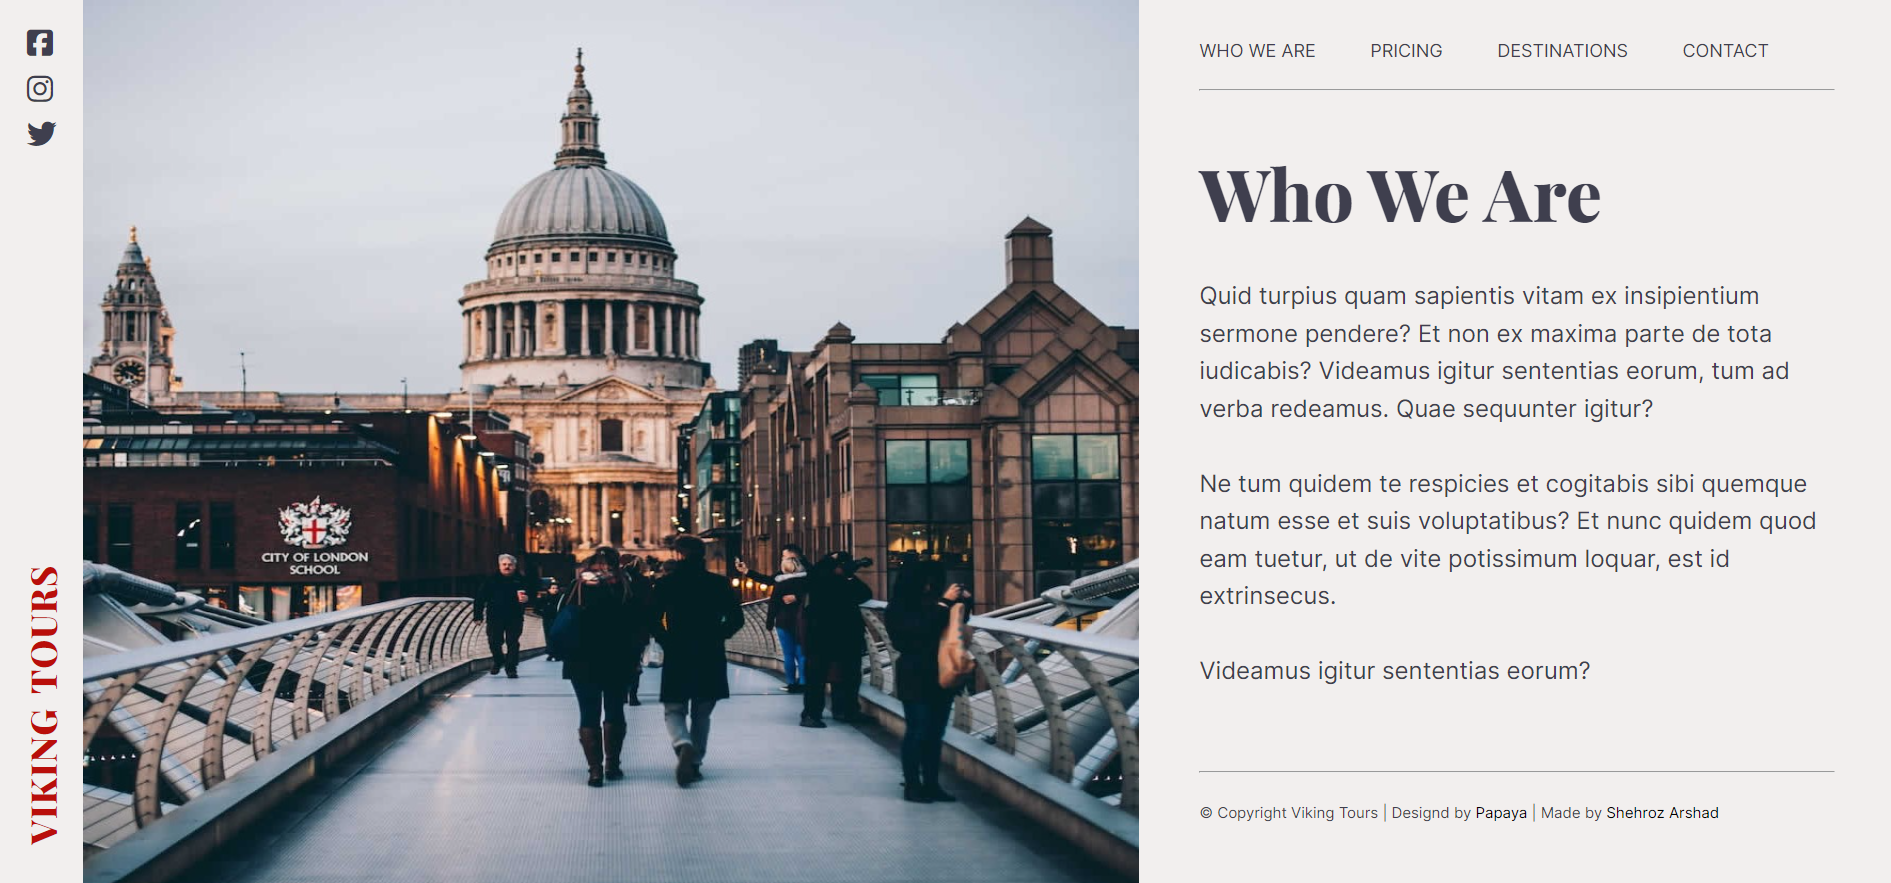 VIKING TOURS
CITY OF LONDON
SCHOOL
WHO WE ARE PRICING DESTINATIONS CONTACT
Who We Are
Quid turpius quam sapientis vitam ex insipientium
sermone pendere? Et non ex maxima parte de tota
iudicabis? Videamus igitur sententias eorum, tum ad
verba redeamus. Quae sequunter igitur?
Ne tum quidem te respicies et cogitabis sibi quemque
natum esse et suis voluptatibus? Et nunc quidem quod
eam tuetur, ut de vite potissimum loquar, est id
extrinsecus.
Videamus igitur sententias eorum?
© Copyright Viking Tours | Designd by Papaya | Made by Shehroz Arshad